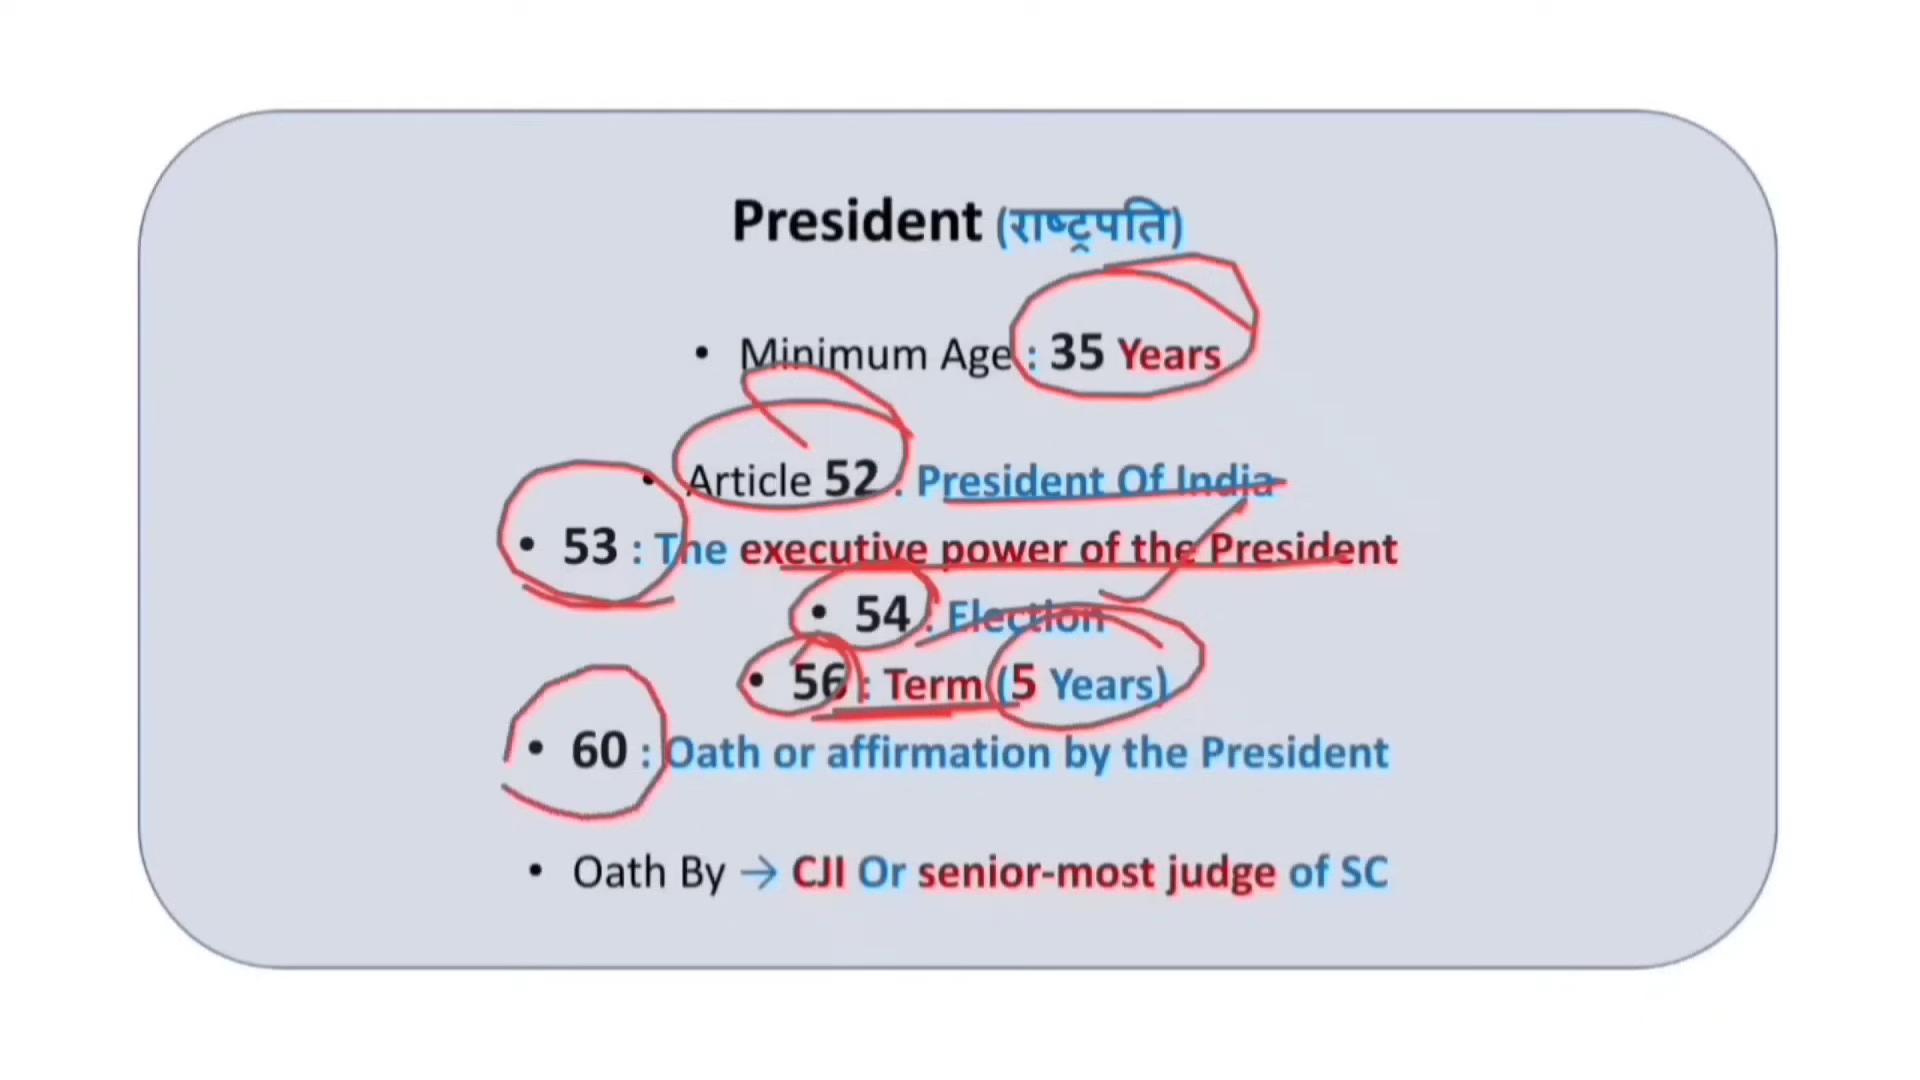 President (राष्ट्रपति)
• Minimum Age : 35 Years
• Article 52 : President Of India
• 53 : The executive power of the President
• 54 : Election
• 56 : Term (5 Years)
• 60 : Oath or affirmation by the President
• Oath By → CJI Or senior-most judge of SC